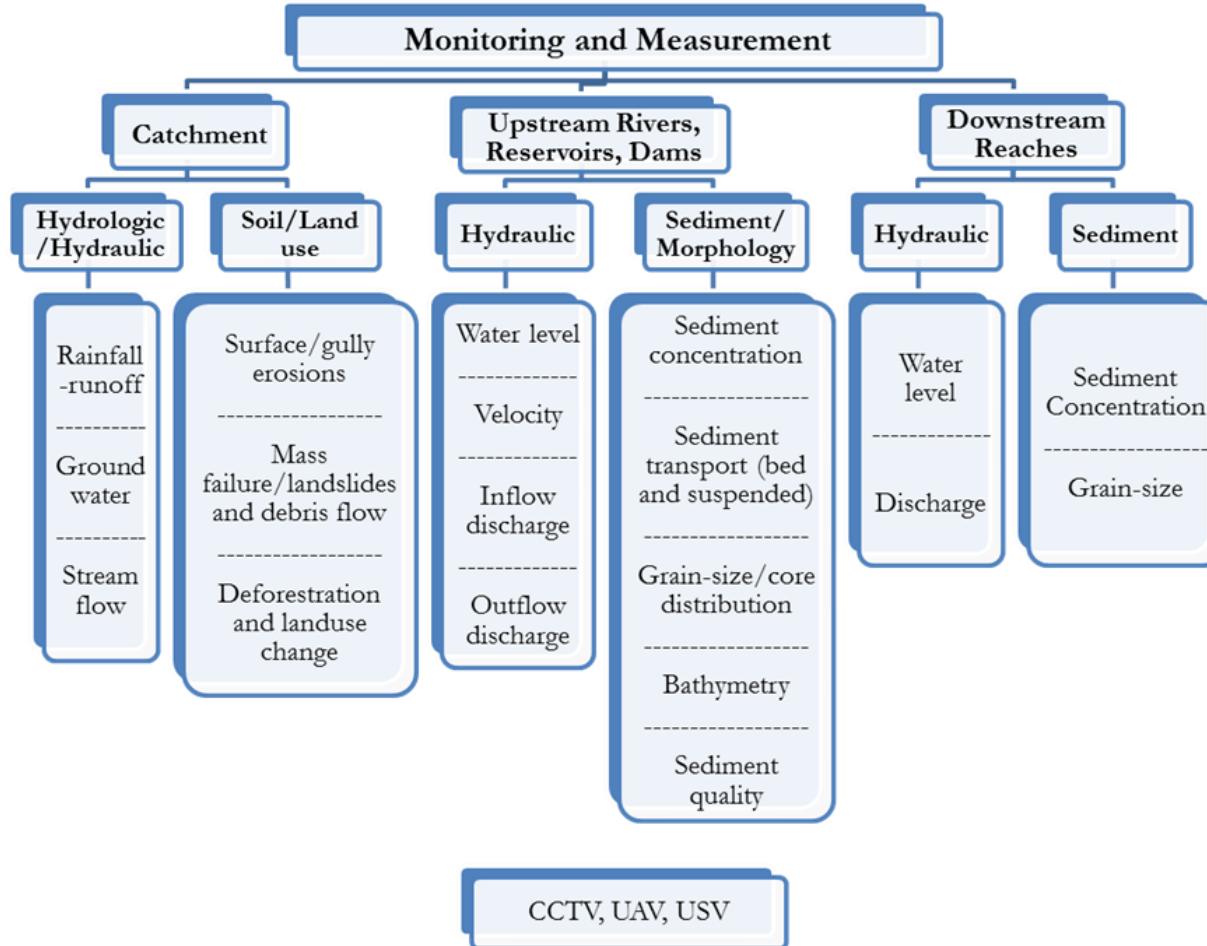 Monitoring and Measurement
Catchment
Upstream Rivers,
Reservoirs, Dams
Downstream
Reaches
Hydrologic
/Hydraulic
Soil/Land
use
Hydraulic
Sediment/
Morphology
Hydraulic
Sediment
Rainfall
-runoff
-----------
Ground
water
-----------
Stream
flow
Surface/gully
erosions
------------------
Mass
failure/landslides
and debris flow
------------------
Deforestration
and landuse
change
Water level
-------------
Velocity
-------------
Inflow
discharge
-------------
Outflow
discharge
Sediment
concentration
------------------
Sediment
transport (bed
and suspended)
------------------
Grain-size/core
distribution
------------------
Bathymetry
------------------
Sediment
quality
Water
level
-------------
Discharge
Sediment
Concentration
------------------
Grain-size
CCTV, UAV, USV